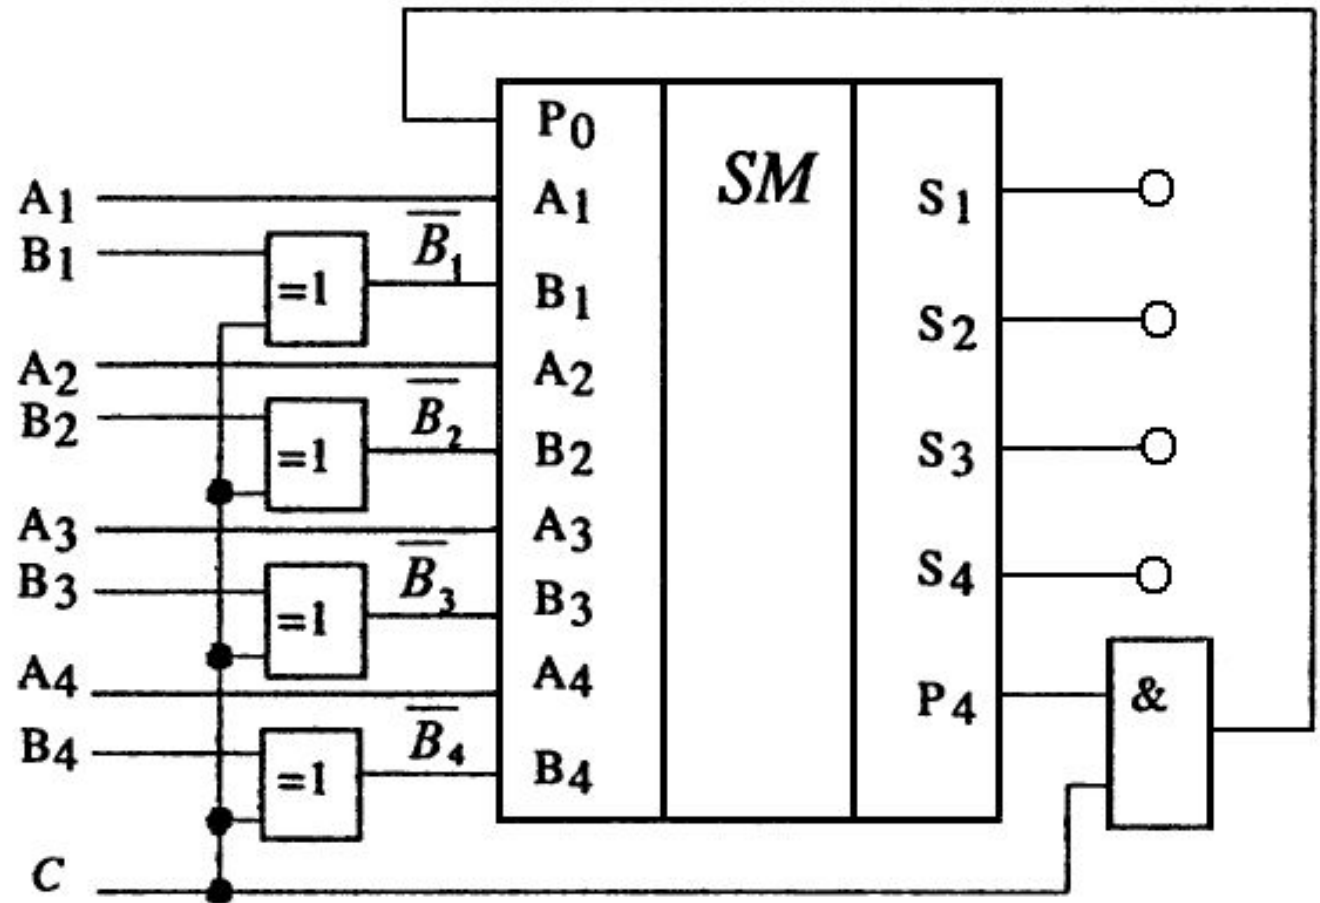 P0
A1 A1 SM S1
B1 =1 B̅1 B1
A2 A2 S2
B2 =1 B̅2 B2
A3 A3 S3
B3 =1 B̅3 B3 S4
A4 A4 P4 &
B4 =1 B̅4 B4
C